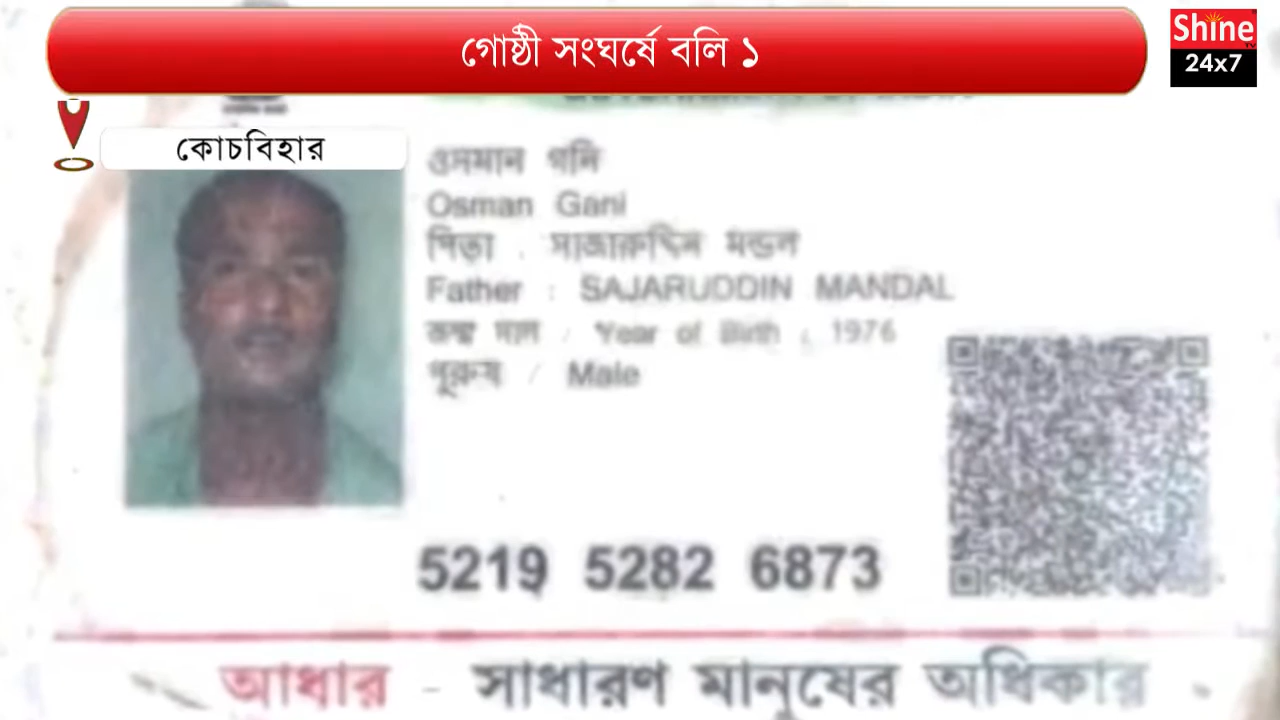 গোষ্ঠী সংঘর্ষে বলি ১
Shine
TV
24x7
কোচবিহার
ওসমান গনি
Osman Gani
পিতা : সাজারুদ্দিন মন্ডল
Father : SAJARUDDIN MANDAL
জন্ম সাল / Year of Birth : 1976
পুরুষ / Male
5219 5282 6873
আধার - সাধারণ মানুষের অধিকার